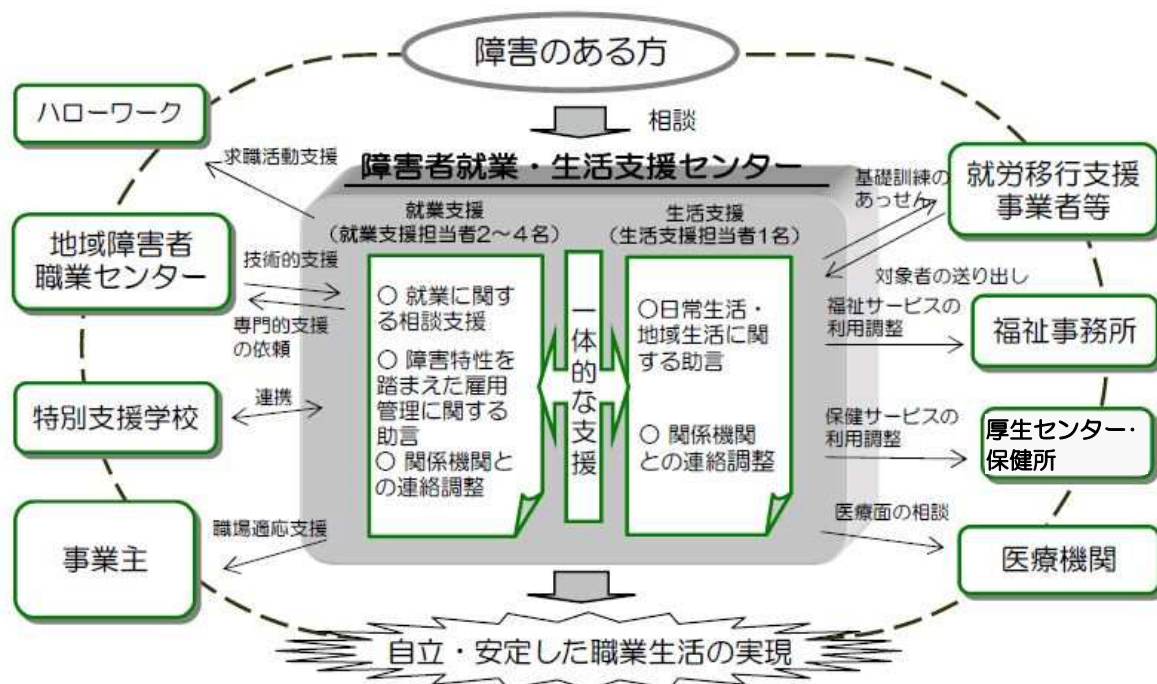 障害のある方
相談
ハローワーク
求職活動支援
障害者就業・生活支援センター
基礎訓練の
あっせん
就労移行支援
事業者等
対象者の送り出し
就業支援
(就業支援担当者2〜4名)
生活支援
(生活支援担当者1名)
地域障害者
職業センター
技術的支援
専門的支援
の依頼
○ 就業に関す
る相談支援
○ 障害特性を
踏まえた雇用
管理に関する
助言
○ 関係機関と
の連絡調整
一体的な支援
○日常生活・
地域生活に関
する助言
○ 関係機関
との連絡調整
福祉サービスの
利用調整
福祉事務所
特別支援学校
連携
保健サービスの
利用調整
厚生センター・
保健所
事業主
職場適応支援
医療面の相談
医療機関
自立・安定した職業生活の実現